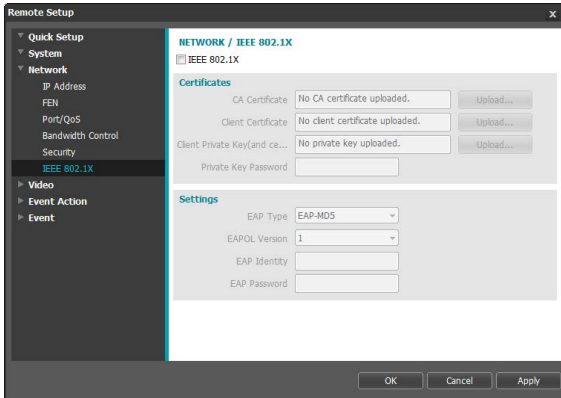 Remote Setup
x
Quick Setup
System
Network
IP Address
FEN
Port/QoS
Bandwidth Control
Security
IEEE 802.1X
Video
Event Action
Event
NETWORK / IEEE 802.1X
IEEE 802.1X
Certificates
CA Certificate No CA certificate uploaded. Upload...
Client Certificate No client certificate uploaded. Upload...
Client Private Key(and ce... No private key uploaded. Upload...
Private Key Password
Settings
EAP Type EAP-MD5
EAPOL Version 1
EAP Identity
EAP Password
OK Cancel Apply